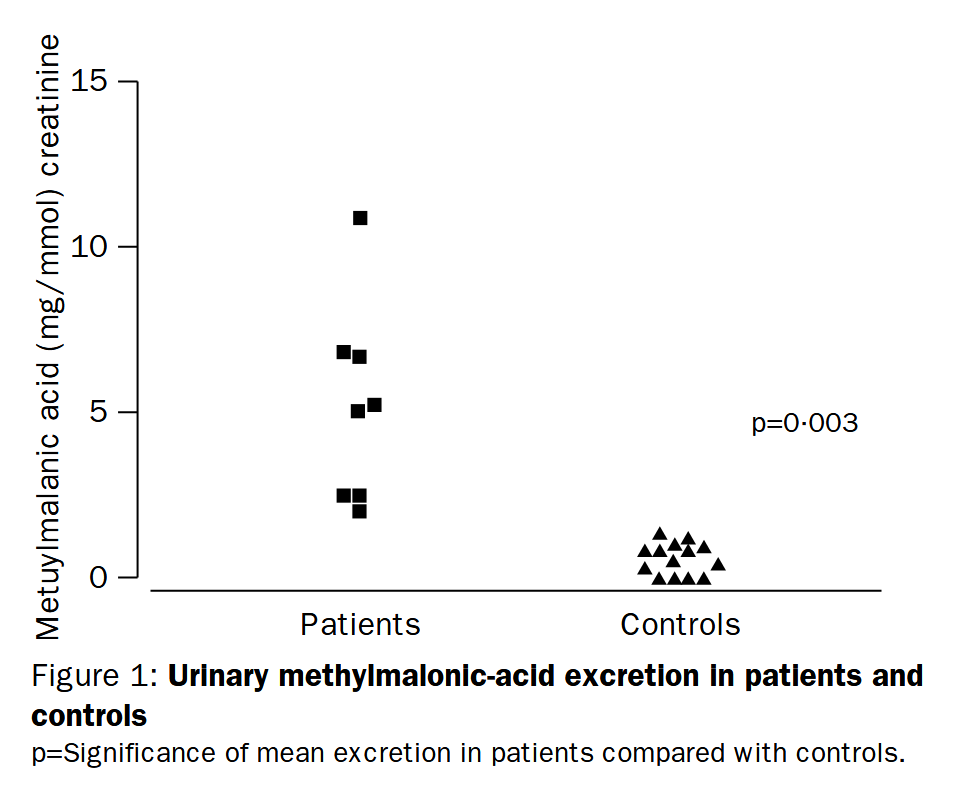 Metuylmalanic acid (mg/mmol) creatinine
15
10
5
0
p=0·003
Patients Controls
Figure 1: Urinary methylmalonic-acid excretion in patients and
controls
p=Significance of mean excretion in patients compared with controls.